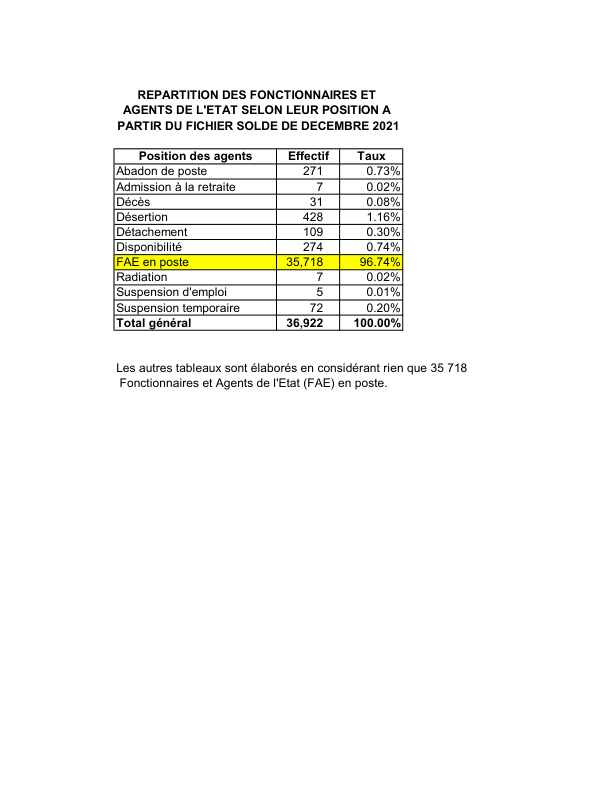 REPARTITION DES FONCTIONNAIRES ET
AGENTS DE L'ETAT SELON LEUR POSITION A
PARTIR DU FICHIER SOLDE DE DECEMBRE 2021
Position des agents Effectif Taux
Abadon de poste 271 0.73%
Admission à la retraite 7 0.02%
Décès 31 0.08%
Désertion 428 1.16%
Détachement 109 0.30%
Disponibilité 274 0.74%
FAE en poste 35,718 96.74%
Radiation 7 0.02%
Suspension d'emploi 5 0.01%
Suspension temporaire 72 0.20%
Total général 36,922 100.00%
Les autres tableaux sont élaborés en considérant rien que 35 718
Fonctionnaires et Agents de l'Etat (FAE) en poste.